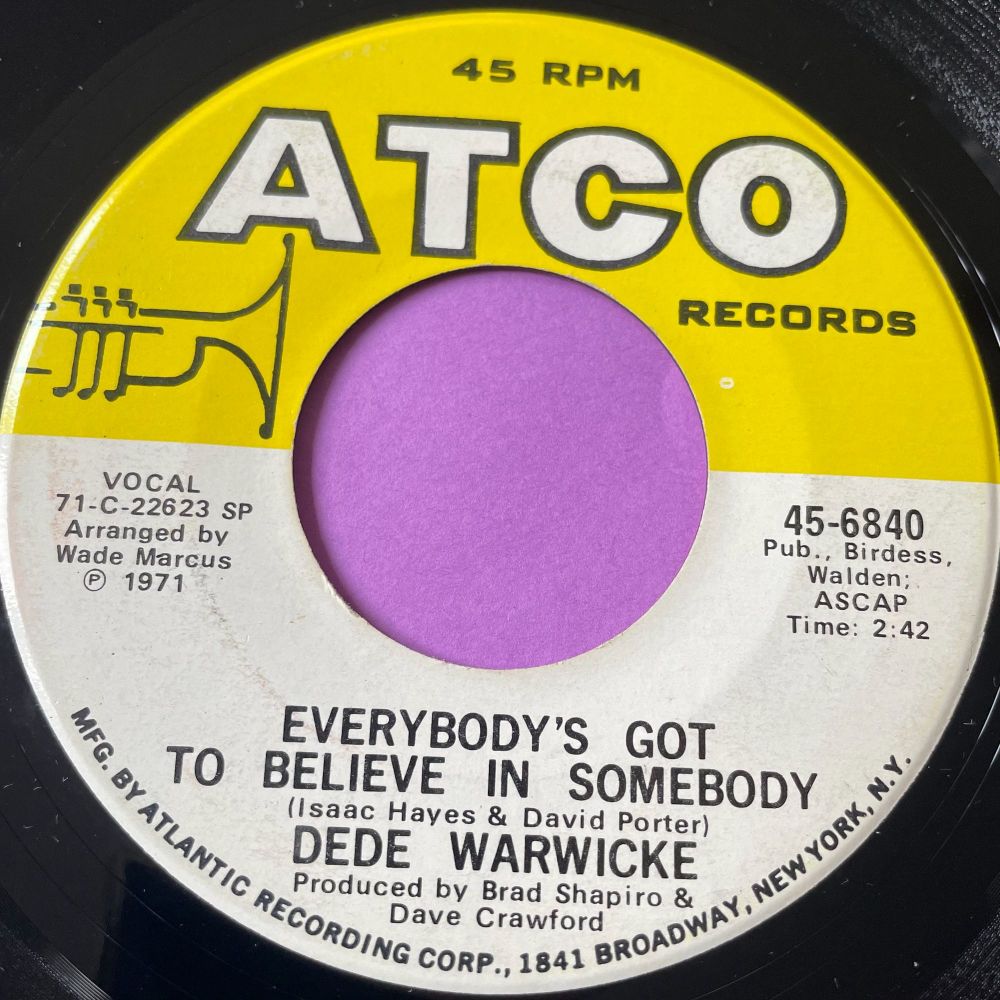 45 RPM
ATCO
RECORDS
VOCAL
71-C-22623 SP
Arranged by
Wade Marcus
℗ 1971
45-6840
Pub., Birdess,
Walden;
ASCAP
Time: 2:42
EVERYBODY'S GOT
TO BELIEVE IN SOMEBODY
(Isaac Hayes & David Porter)
DEDE WARWICKE
Produced by Brad Shapiro &
Dave Crawford
MFG. BY ATLANTIC RECORDING CORP., 1841 BROADWAY, NEW YORK, N.Y.